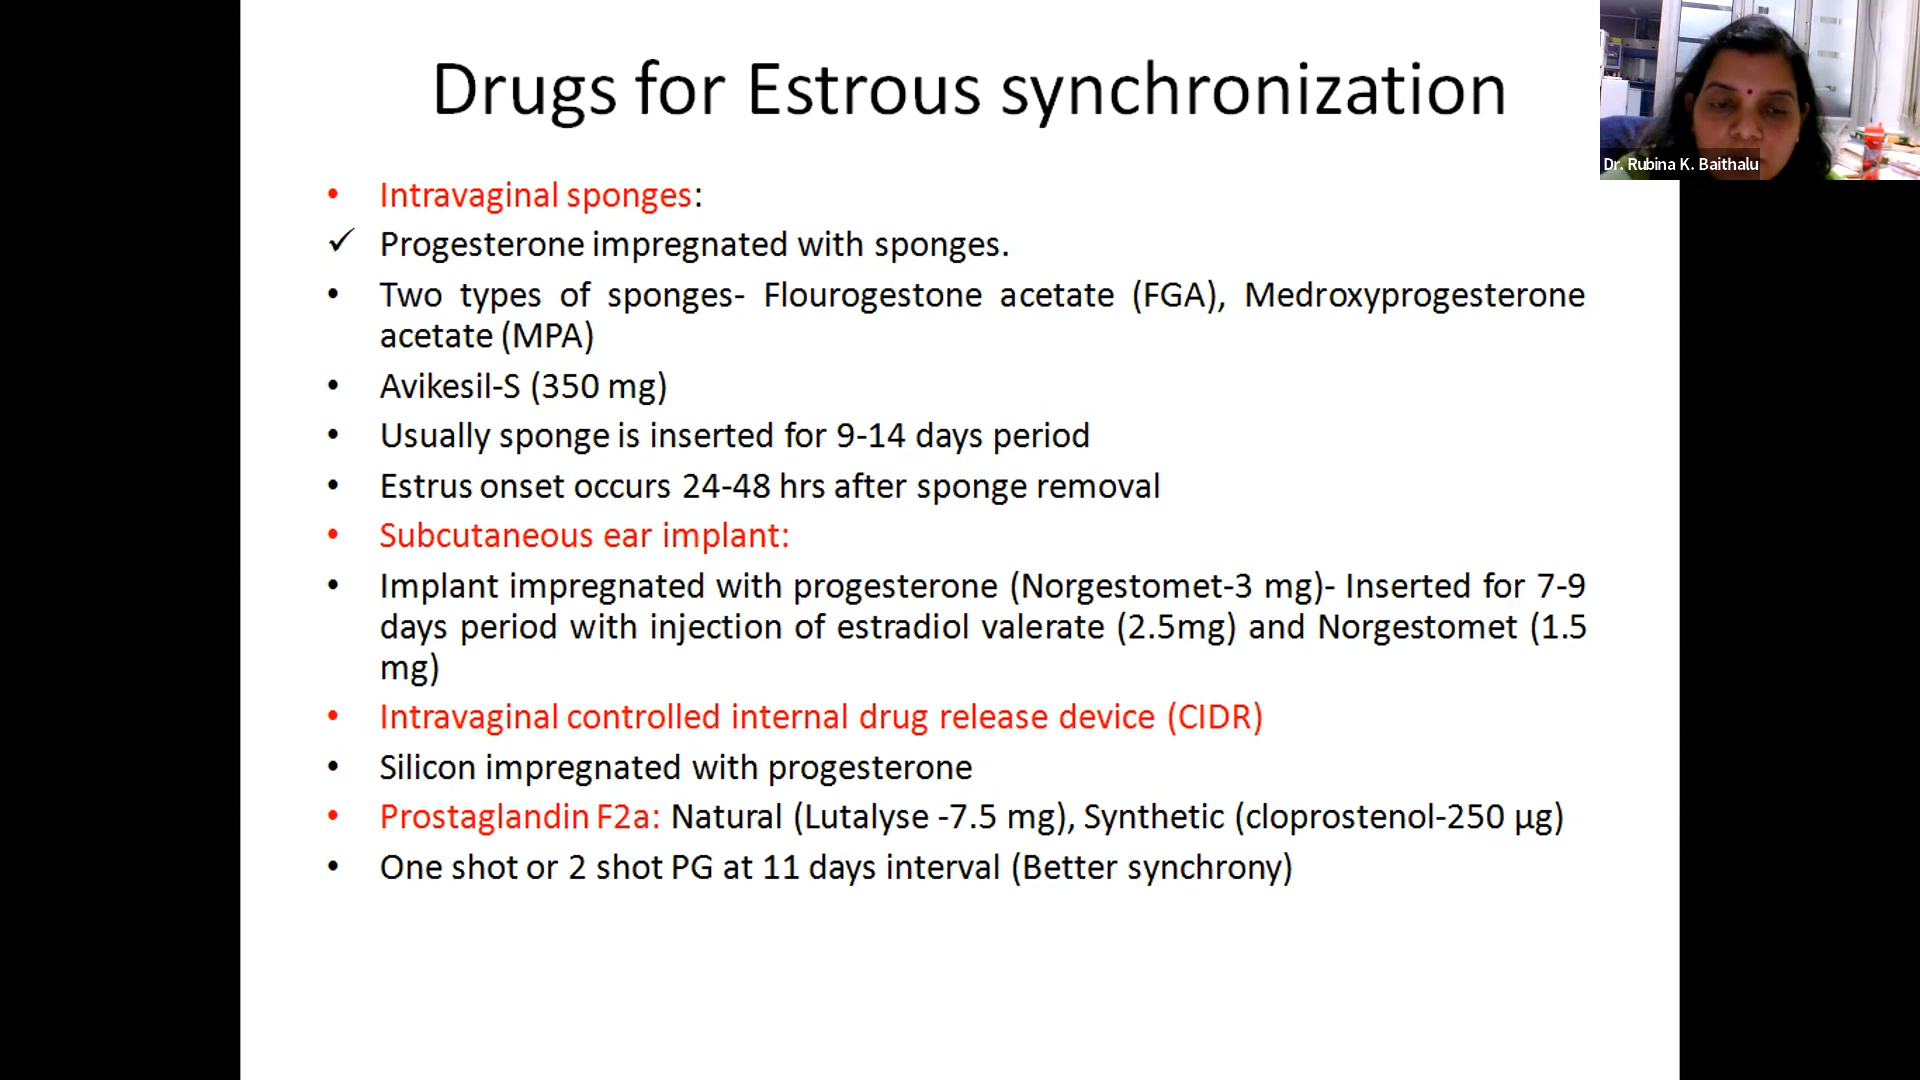 Drugs for Estrous synchronization
Dr. Rubina K. Baithalu
• Intravaginal sponges:
✓ Progesterone impregnated with sponges.
• Two types of sponges- Flourogestone acetate (FGA), Medroxyprogesterone
acetate (MPA)
• Avikesil-S (350 mg)
• Usually sponge is inserted for 9-14 days period
• Estrus onset occurs 24-48 hrs after sponge removal
• Subcutaneous ear implant:
• Implant impregnated with progesterone (Norgestomet-3 mg)- Inserted for 7-9
days period with injection of estradiol valerate (2.5mg) and Norgestomet (1.5
mg)
• Intravaginal controlled internal drug release device (CIDR)
• Silicon impregnated with progesterone
• Prostaglandin F2a: Natural (Lutalyse -7.5 mg), Synthetic (cloprostenol-250 µg)
• One shot or 2 shot PG at 11 days interval (Better synchrony)